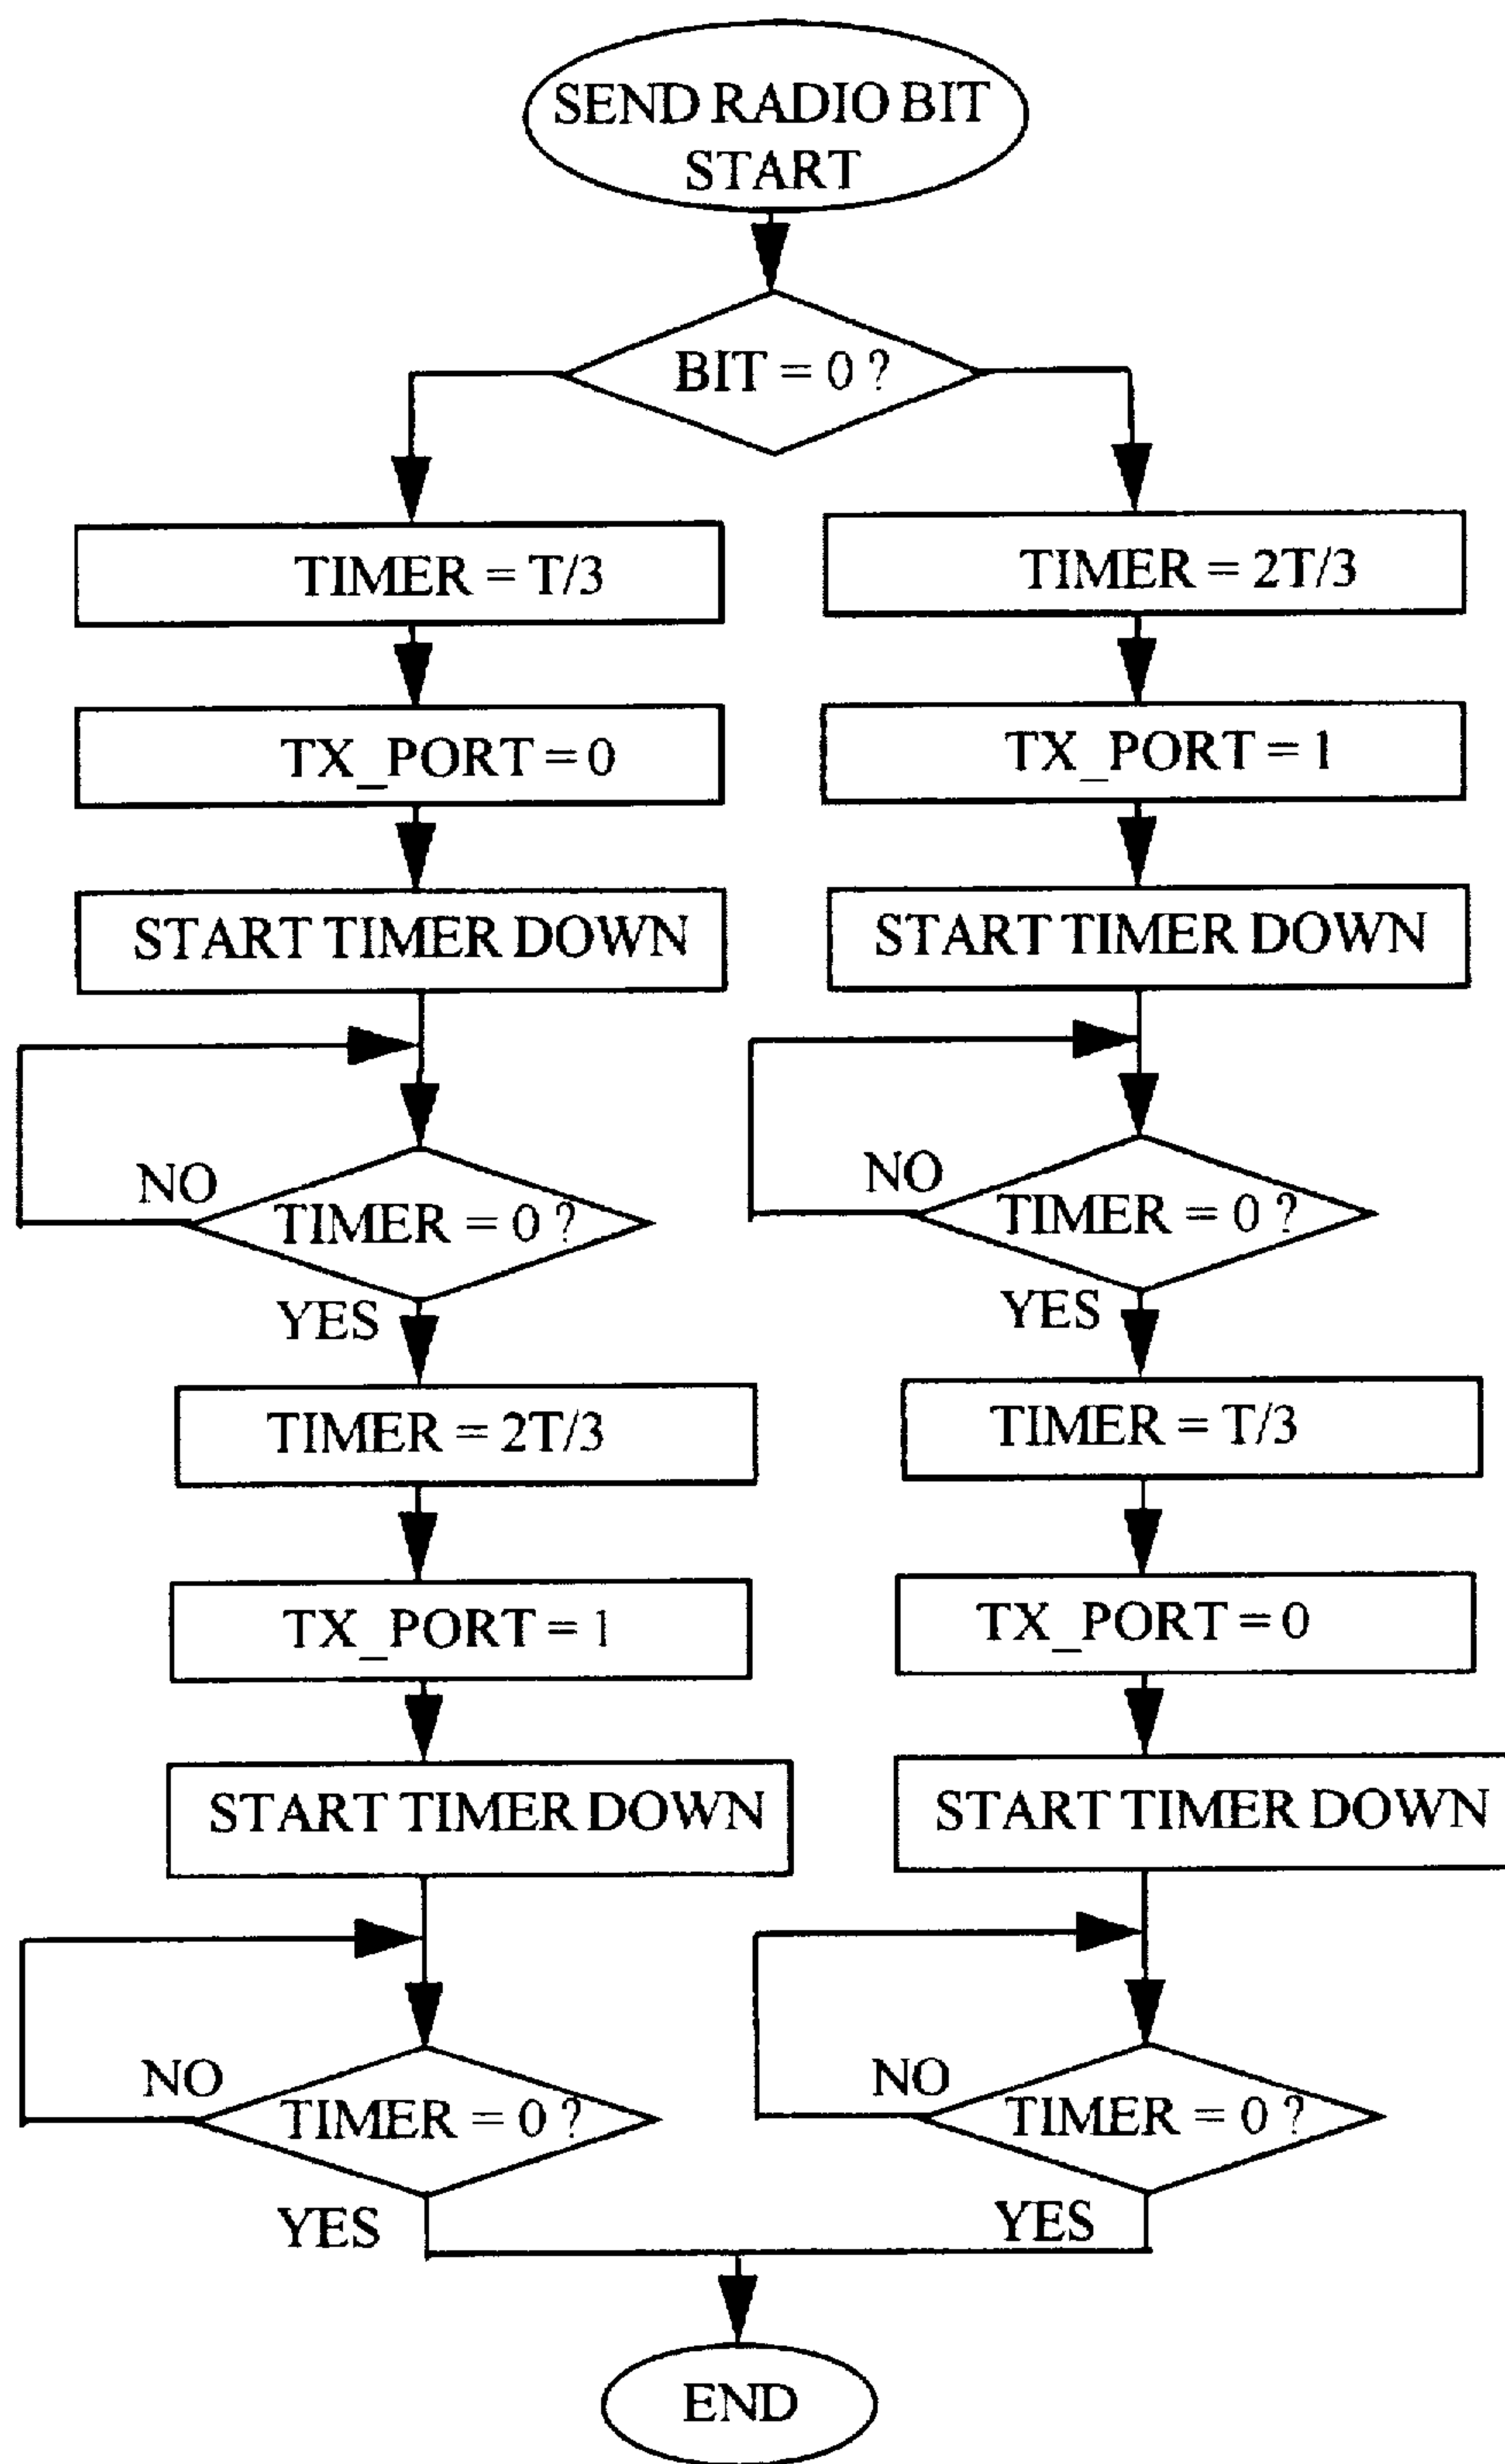 SEND RADIO BIT
START
BIT = 0 ?
TIMER = T/3
TX_PORT = 0
START TIMER DOWN
NO
TIMER = 0 ?
YES
TIMER = 2T/3
TX_PORT = 1
START TIMER DOWN
NO
TIMER = 0 ?
YES
TIMER = 2T/3
TX_PORT = 1
START TIMER DOWN
NO
TIMER = 0 ?
YES
TIMER = T/3
TX_PORT = 0
START TIMER DOWN
NO
TIMER = 0 ?
YES
END